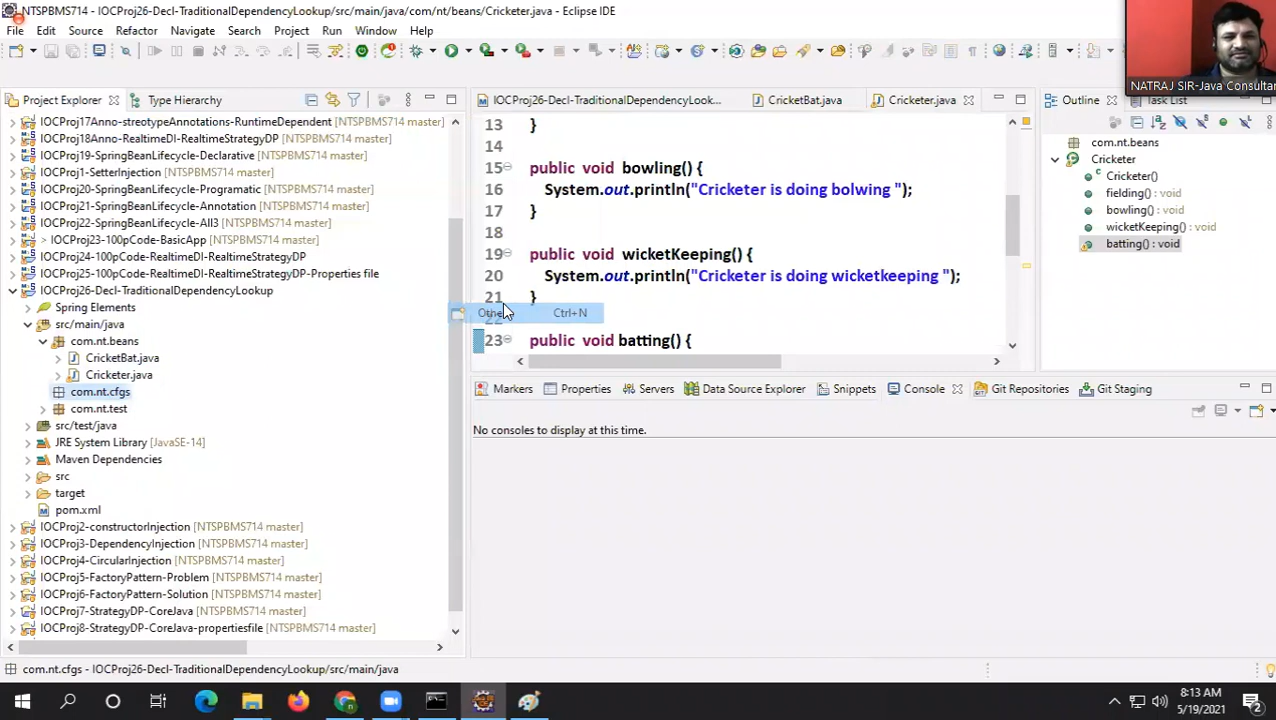 NTSPBMS714 - IOCProj26-Decl-TraditionalDependencyLookup/src/main/java/com/nt/beans/Cricketer.java - Eclipse IDE
File Edit Source Refactor Navigate Search Project Run Window Help
NATRAJ SIR-Java Consultan
Project Explorer
Type Hierarchy
IOCProj17Anno-streotypeAnnotations-RuntimeDependent [NTSPBMS714 master]
IOCProj18Anno-RealtimeDI-RealtimeStrategyDP [NTSPBMS714 master]
IOCProj19-SpringBeanLifecycle-Declarative [NTSPBMS714 master]
IOCProj1-SetterInjection [NTSPBMS714 master]
IOCProj20-SpringBeanLifecycle-Programatic [NTSPBMS714 master]
IOCProj21-SpringBeanLifecycle-Annotation [NTSPBMS714 master]
IOCProj22-SpringBeanLifecycle-All3 [NTSPBMS714 master]
> IOCProj23-100pCode-BasicApp [NTSPBMS714 master]
IOCProj24-100pCode-RealtimeDI-RealtimeStrategyDP
IOCProj25-100pCode-RealtimeDI-RealtimeStrategyDP-Properties file
IOCProj26-Decl-TraditionalDependencyLookup
Spring Elements
src/main/java
com.nt.beans
CricketBat.java
Cricketer.java
com.nt.cfgs
com.nt.test
src/test/java
JRE System Library [JavaSE-14]
Maven Dependencies
src
target
pom.xml
IOCProj2-constructorInjection [NTSPBMS714 master]
IOCProj3-DependencyInjection [NTSPBMS714 master]
IOCProj4-CircularInjection [NTSPBMS714 master]
IOCProj5-FactoryPattern-Problem [NTSPBMS714 master]
IOCProj6-FactoryPattern-Solution [NTSPBMS714 master]
IOCProj7-StrategyDP-CoreJava [NTSPBMS714 master]
IOCProj8-StrategyDP-CoreJava-propertiesfile [NTSPBMS714 master]
IOCProj26-Decl-TraditionalDependencyLook...
CricketBat.java
Cricketer.java
13 }
14
15 public void bowling() {
16 System.out.println("Cricketer is doing bolwing ");
17 }
18
19 public void wicketKeeping() {
20 System.out.println("Cricketer is doing wicketkeeping ");
21 }
Ctrl+N
23 public void batting() {
Outline
Task List
com.nt.beans
Cricketer
Cricketer()
fielding() : void
bowling() : void
wicketKeeping() : void
batting() : void
Markers
Properties
Servers
Data Source Explorer
Snippets
Console
Git Repositories
Git Staging
No consoles to display at this time.
com.nt.cfgs - IOCProj26-Decl-TraditionalDependencyLookup/src/main/java
8:13 AM
5/19/2021
2